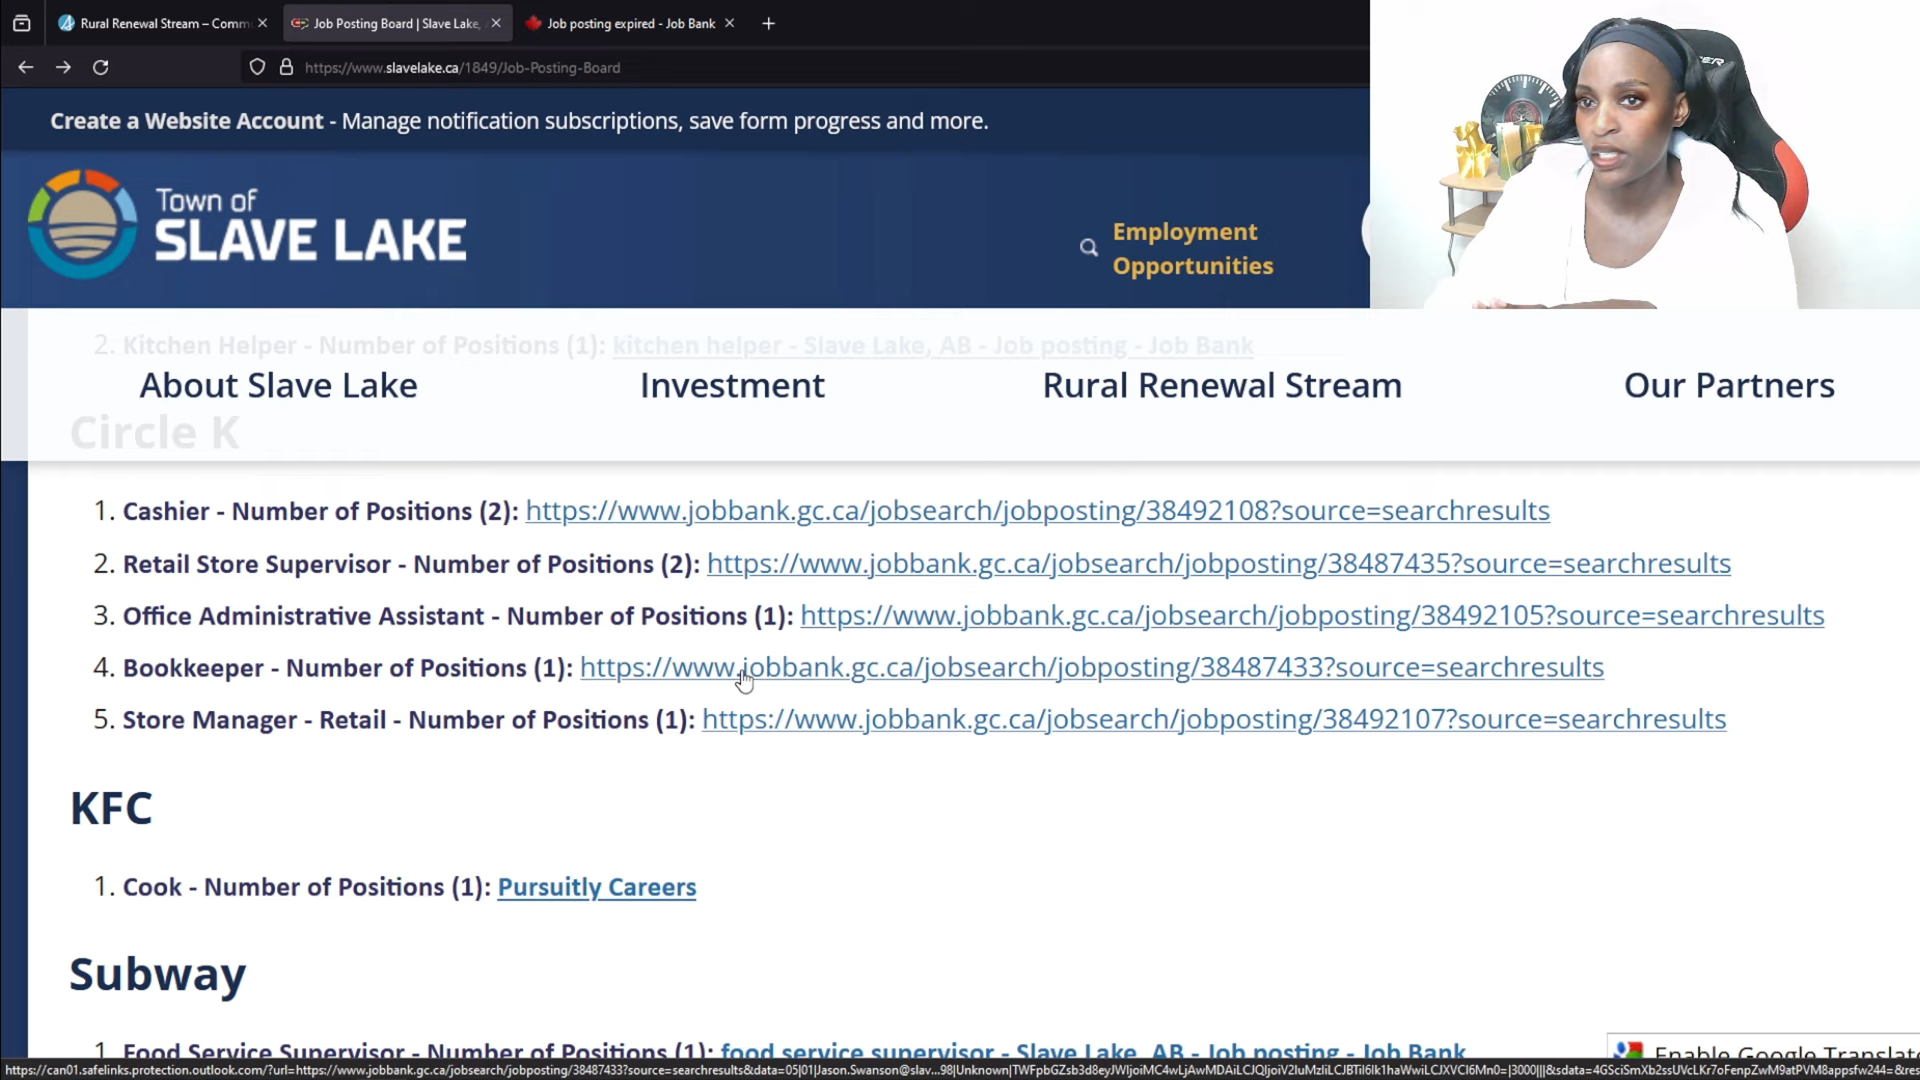 Rural Renewal Stream – Comm
Job Posting Board | Slave Lake,
Job posting expired - Job Bank
https://www.slavelake.ca/1849/Job-Posting-Board
Create a Website Account - Manage notification subscriptions, save form progress and more.
Town of
SLAVE LAKE
Employment
Opportunities
2. Kitchen Helper - Number of Positions (1): kitchen helper - Slave Lake, AB - Job posting - Job Bank
About Slave Lake Investment Rural Renewal Stream Our Partners
Circle K
1. Cashier - Number of Positions (2): https://www.jobbank.gc.ca/jobsearch/jobposting/38492108?source=searchresults
2. Retail Store Supervisor - Number of Positions (2): https://www.jobbank.gc.ca/jobsearch/jobposting/38487435?source=searchresults
3. Office Administrative Assistant - Number of Positions (1): https://www.jobbank.gc.ca/jobsearch/jobposting/38492105?source=searchresults
4. Bookkeeper - Number of Positions (1): https://www.jobbank.gc.ca/jobsearch/jobposting/38487433?source=searchresults
5. Store Manager - Retail - Number of Positions (1): https://www.jobbank.gc.ca/jobsearch/jobposting/38492107?source=searchresults
KFC
1. Cook - Number of Positions (1): Pursuitly Careers
Subway
1. Food Service Supervisor - Number of Positions (1): food service supervisor - Slave Lake, AB - Job posting - Job Bank
Enable Google Translate